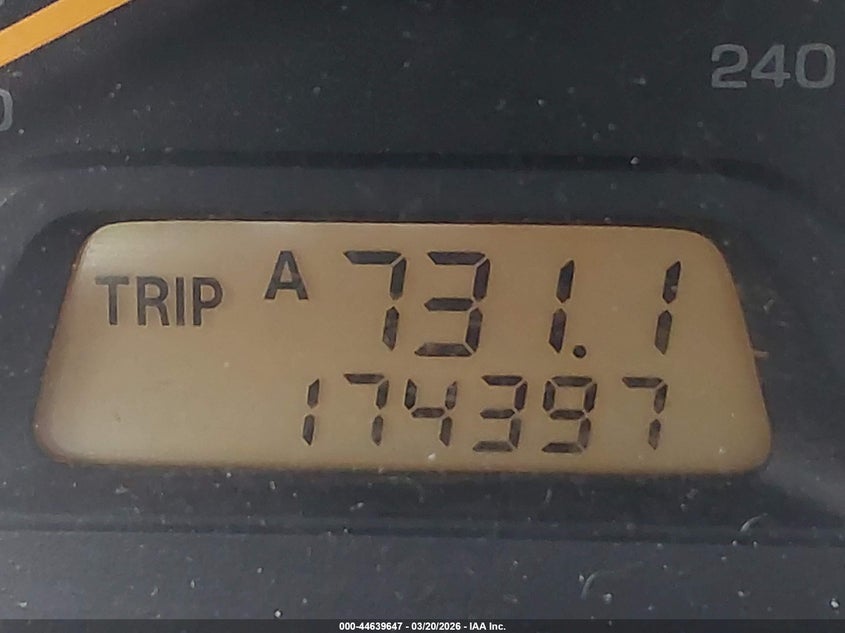 240
TRIP A 731.1
174397
000-44639647 - 03/20/2026 - IAA Inc.